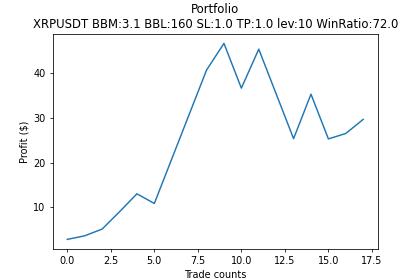 Portfolio
XRPUSDT BBM:3.1 BBL:160 SL:1.0 TP:1.0 lev:10 WinRatio:72.0
Profit ($)
40
30
20
10
0.0 2.5 5.0 7.5 10.0 12.5 15.0 17.5
Trade counts